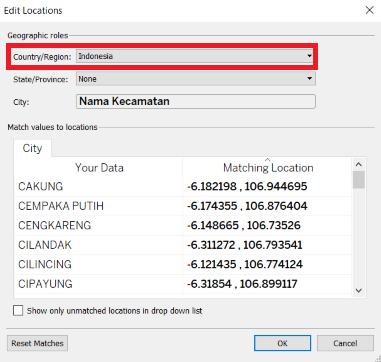 Edit Locations
Geographic roles
Country/Region: Indonesia
State/Province: None
City: Nama Kecamatan
Match values to locations
City
Your Data Matching Location
CAKUNG -6.182198 , 106.944695
CEMPAKA PUTIH -6.174355 , 106.876404
CENGKARENG -6.148665 , 106.73526
CILANDAK -6.311272 , 106.793541
CILINCING -6.121435 , 106.774124
CIPAYUNG -6.31854 , 106.899117
Show only unmatched locations in drop down list
Reset Matches OK Cancel